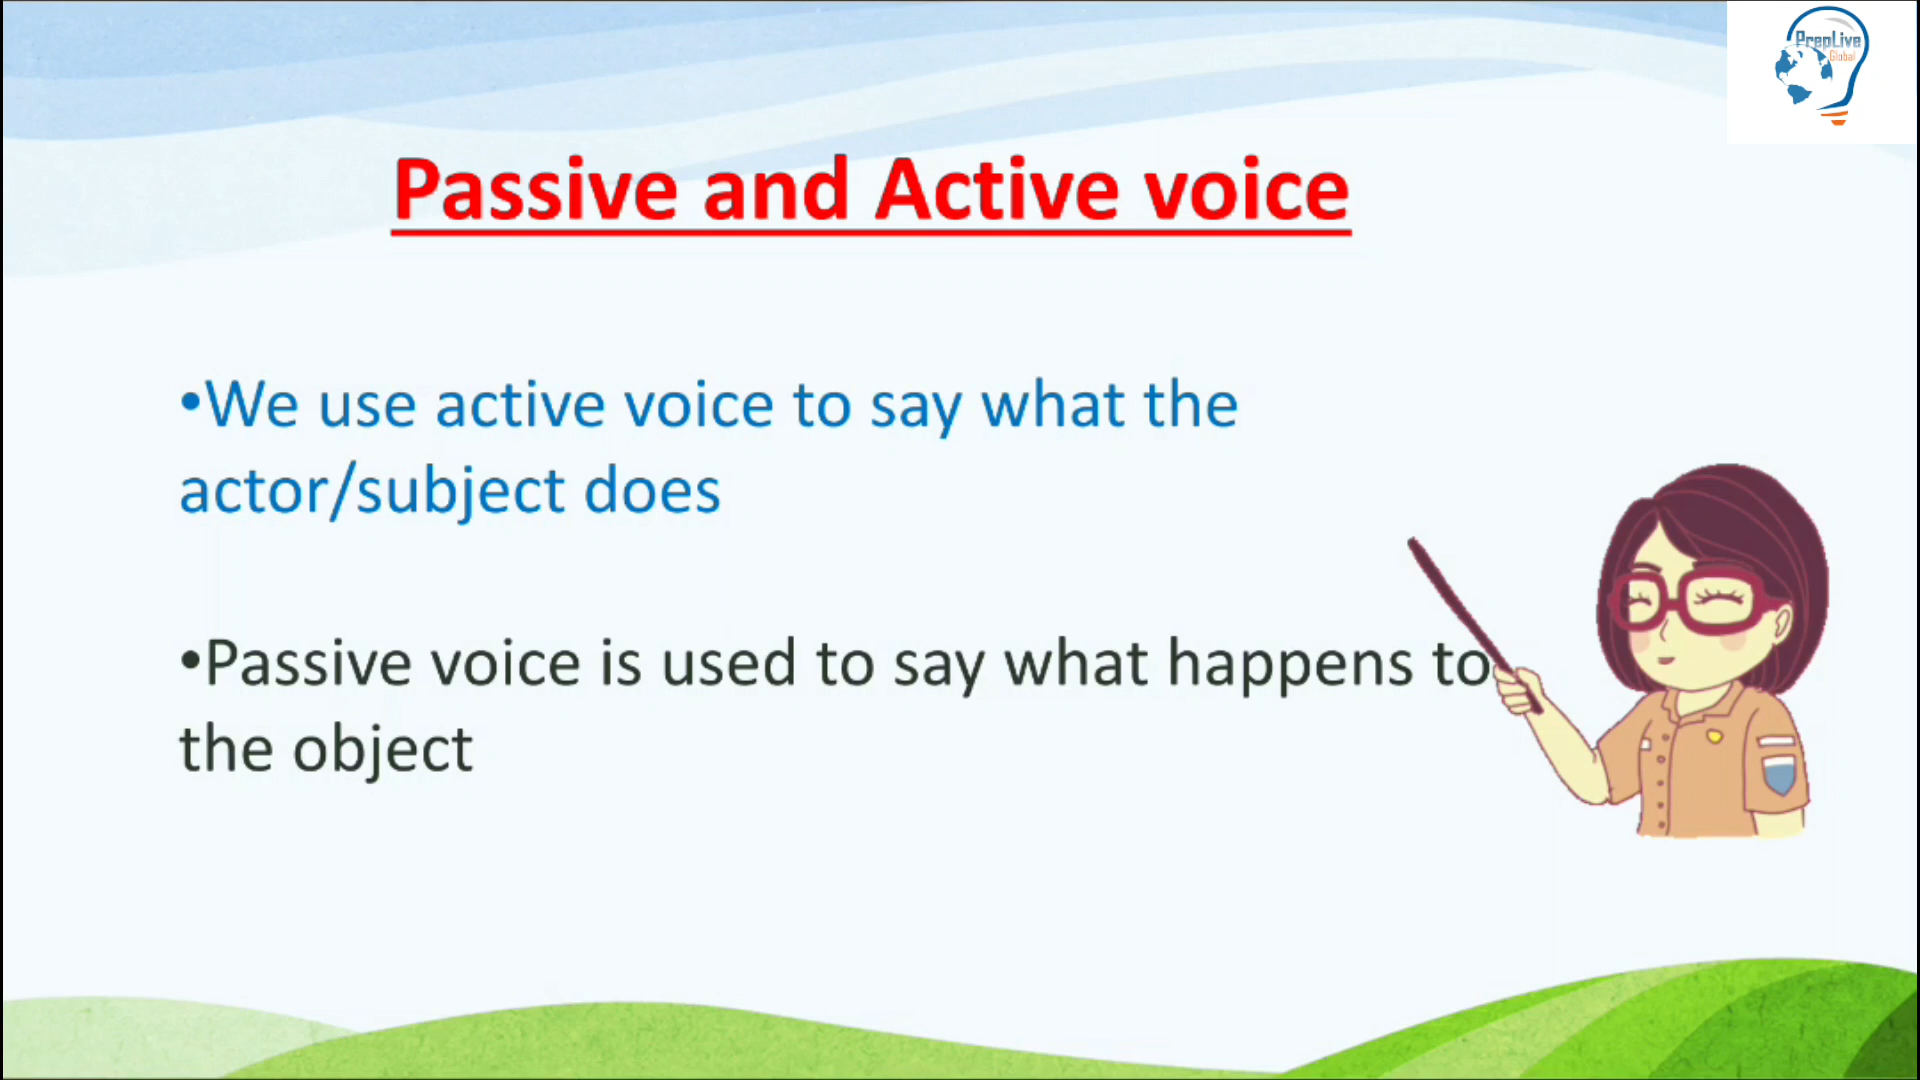 PrepLive
Global
Passive and Active voice
•We use active voice to say what the
actor/subject does
•Passive voice is used to say what happens to
the object